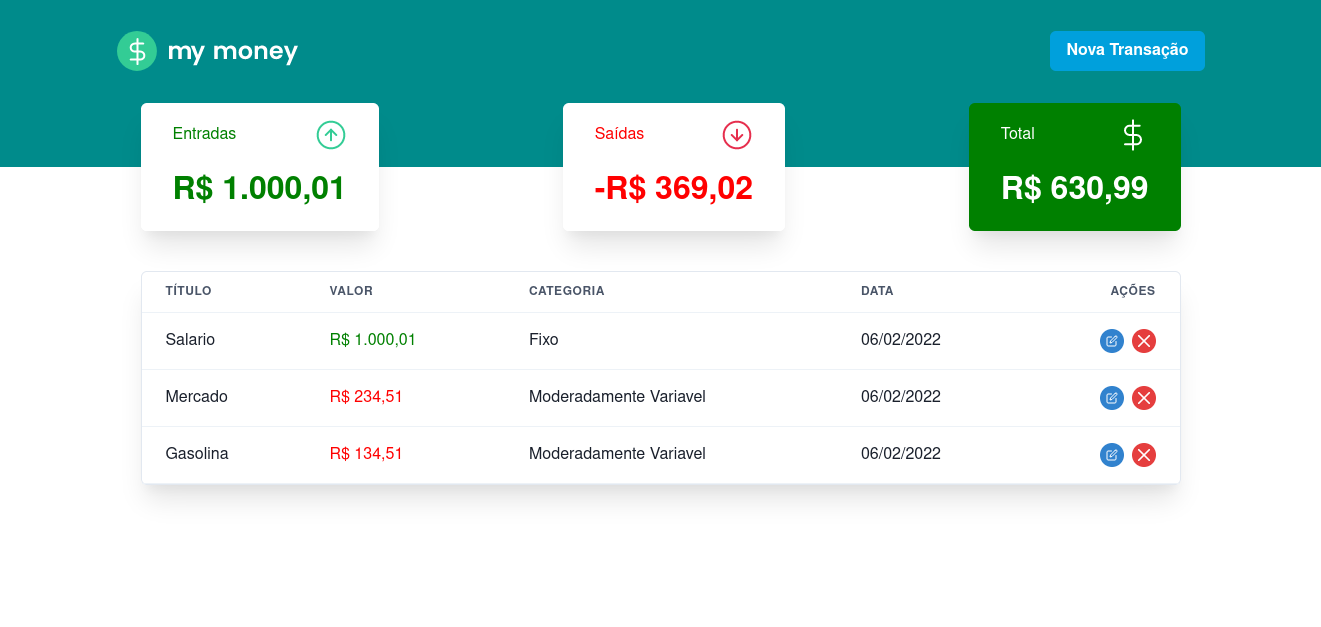 my money
Nova Transação
Entradas
R$ 1.000,01
Saídas
-R$ 369,02
Total
R$ 630,99
TÍTULO VALOR CATEGORIA DATA AÇÕES
Salario R$ 1.000,01 Fixo 06/02/2022
Mercado R$ 234,51 Moderadamente Variavel 06/02/2022
Gasolina R$ 134,51 Moderadamente Variavel 06/02/2022